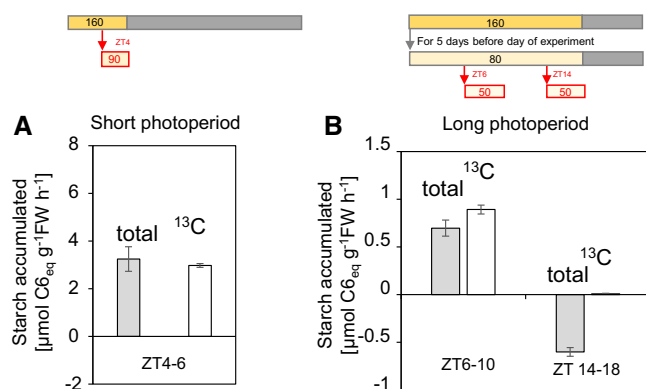 160
ZT4
90
160
For 5 days before day of experiment
80
ZT6
ZT14
50
50
A
Short photoperiod
Starch accumulated
[µmol C6eq g-1FW h-1]
8
6
4
2
0
-2
total
13C
ZT4-6
B
Long photoperiod
Starch accumulated
[µmol C6eq g-1FW h-1]
1.5
1
0.5
0
-0.5
-1
total
13C
total
13C
ZT6-10
ZT 14-18